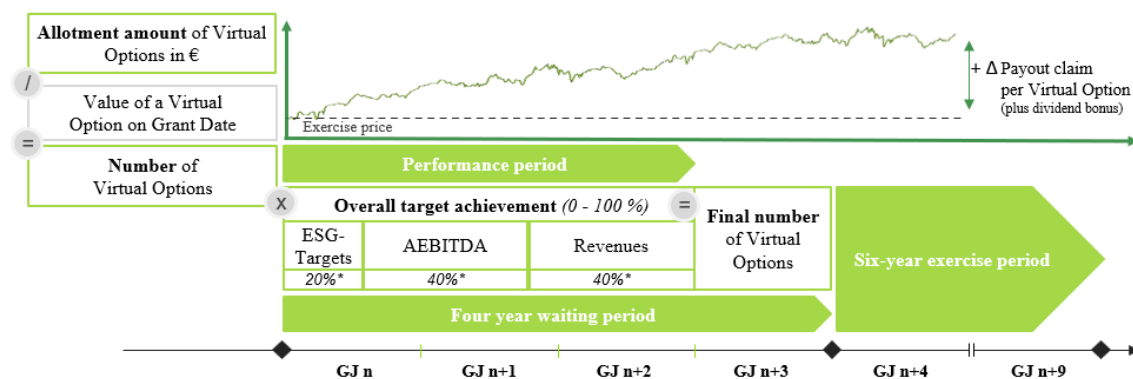 Allotment amount of Virtual
Options in €
/
Value of a Virtual
Option on Grant Date
=
Number of
Virtual Options
Exercise price
+ Δ Payout claim
per Virtual Option
(plus dividend bonus)
Performance period
x
Overall target achievement (0 - 100 %)
=
ESG-
Targets
AEBITDA
Revenues
20%*
40%*
40%*
Final number
of Virtual
Options
Six-year exercise period
Four year waiting period
GJ n
GJ n+1
GJ n+2
GJ n+3
GJ n+4
GJ n+9